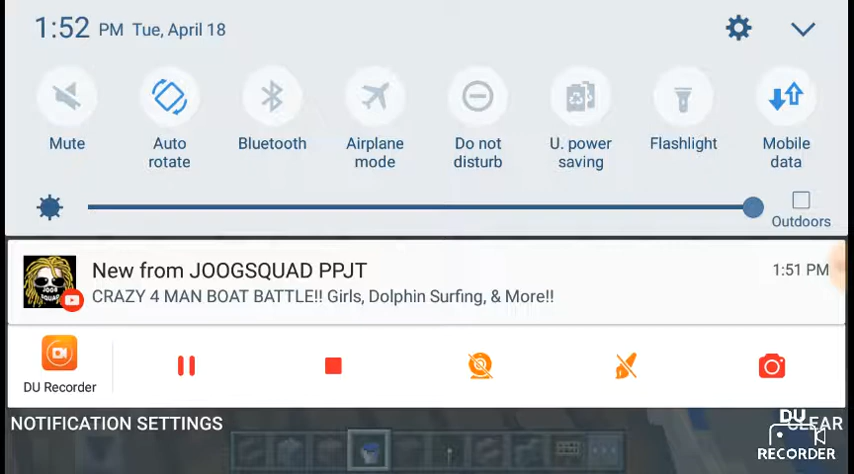 1:52 PM Tue, April 18
Mute
Auto
rotate
Bluetooth
Airplane
mode
Do not
disturb
U. power
saving
Flashlight
Mobile
data
Outdoors
New from JOOGSQUAD PPJT
1:51 PM
CRAZY 4 MAN BOAT BATTLE!! Girls, Dolphin Surfing, & More!!
JOOG
SQUAD
DU Recorder
NOTIFICATION SETTINGS
CLEAR
DU
RECORDER